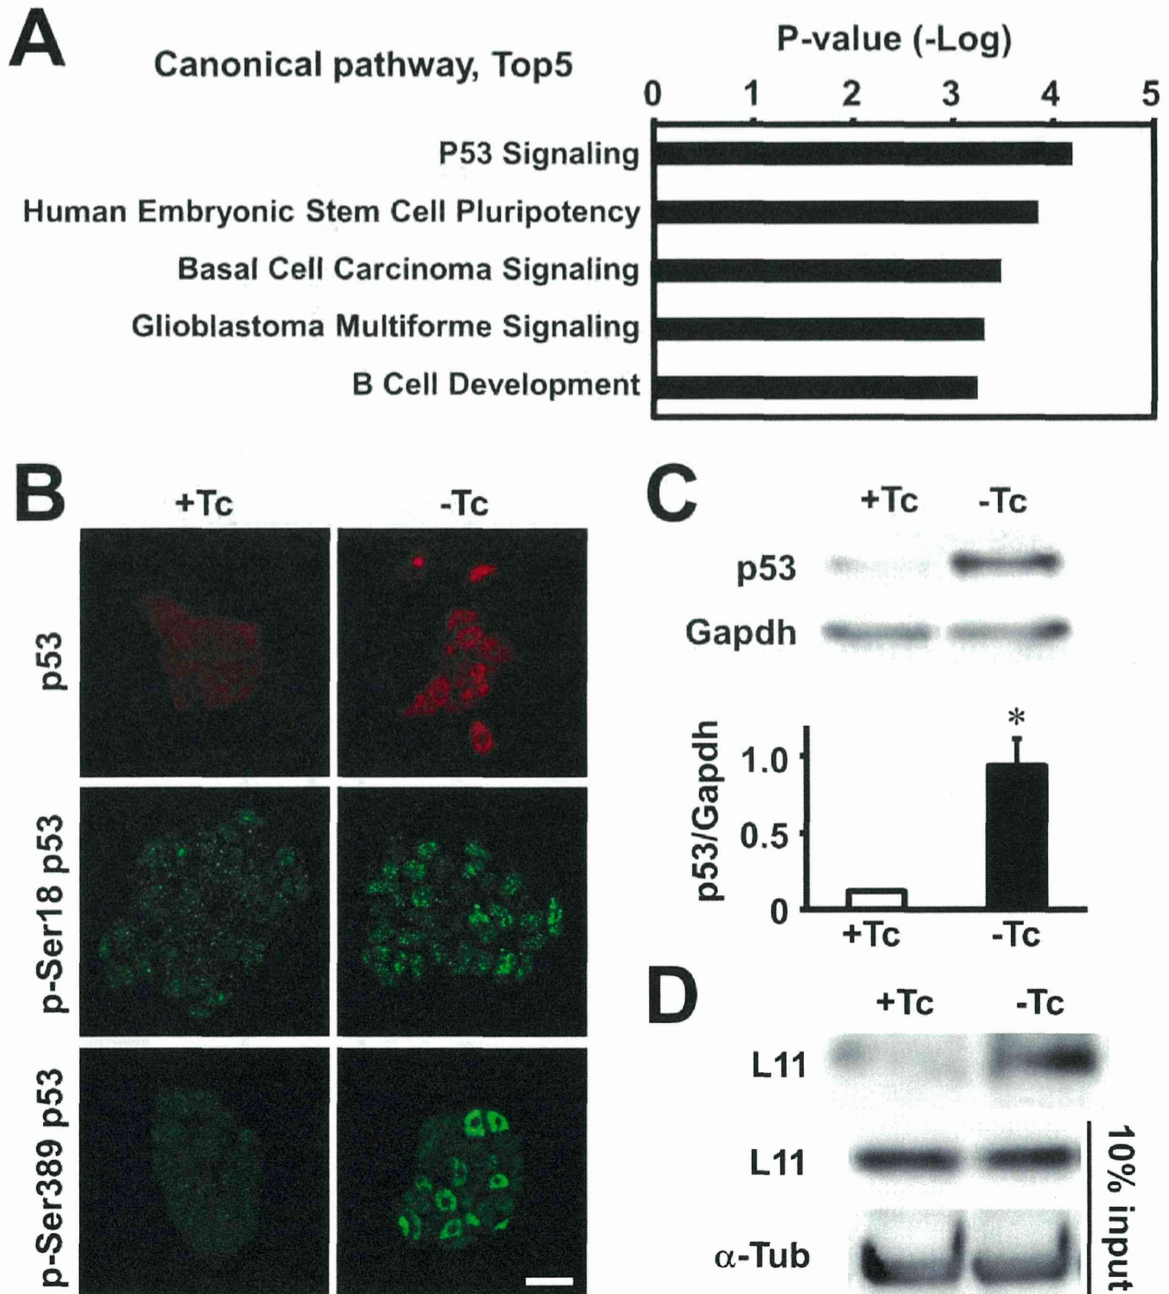 A
Canonical pathway, Top5
P-value (-Log)
0 1 2 3 4 5
P53 Signaling
Human Embryonic Stem Cell Pluripotency
Basal Cell Carcinoma Signaling
Glioblastoma Multiforme Signaling
B Cell Development
B
+Tc -Tc
p53
p-Ser18 p53
p-Ser389 p53
C
+Tc -Tc
p53
Gapdh
p53/Gapdh
1.0
0.5
0
*
+Tc -Tc
D
+Tc -Tc
L11
L11
α-Tub
10% input